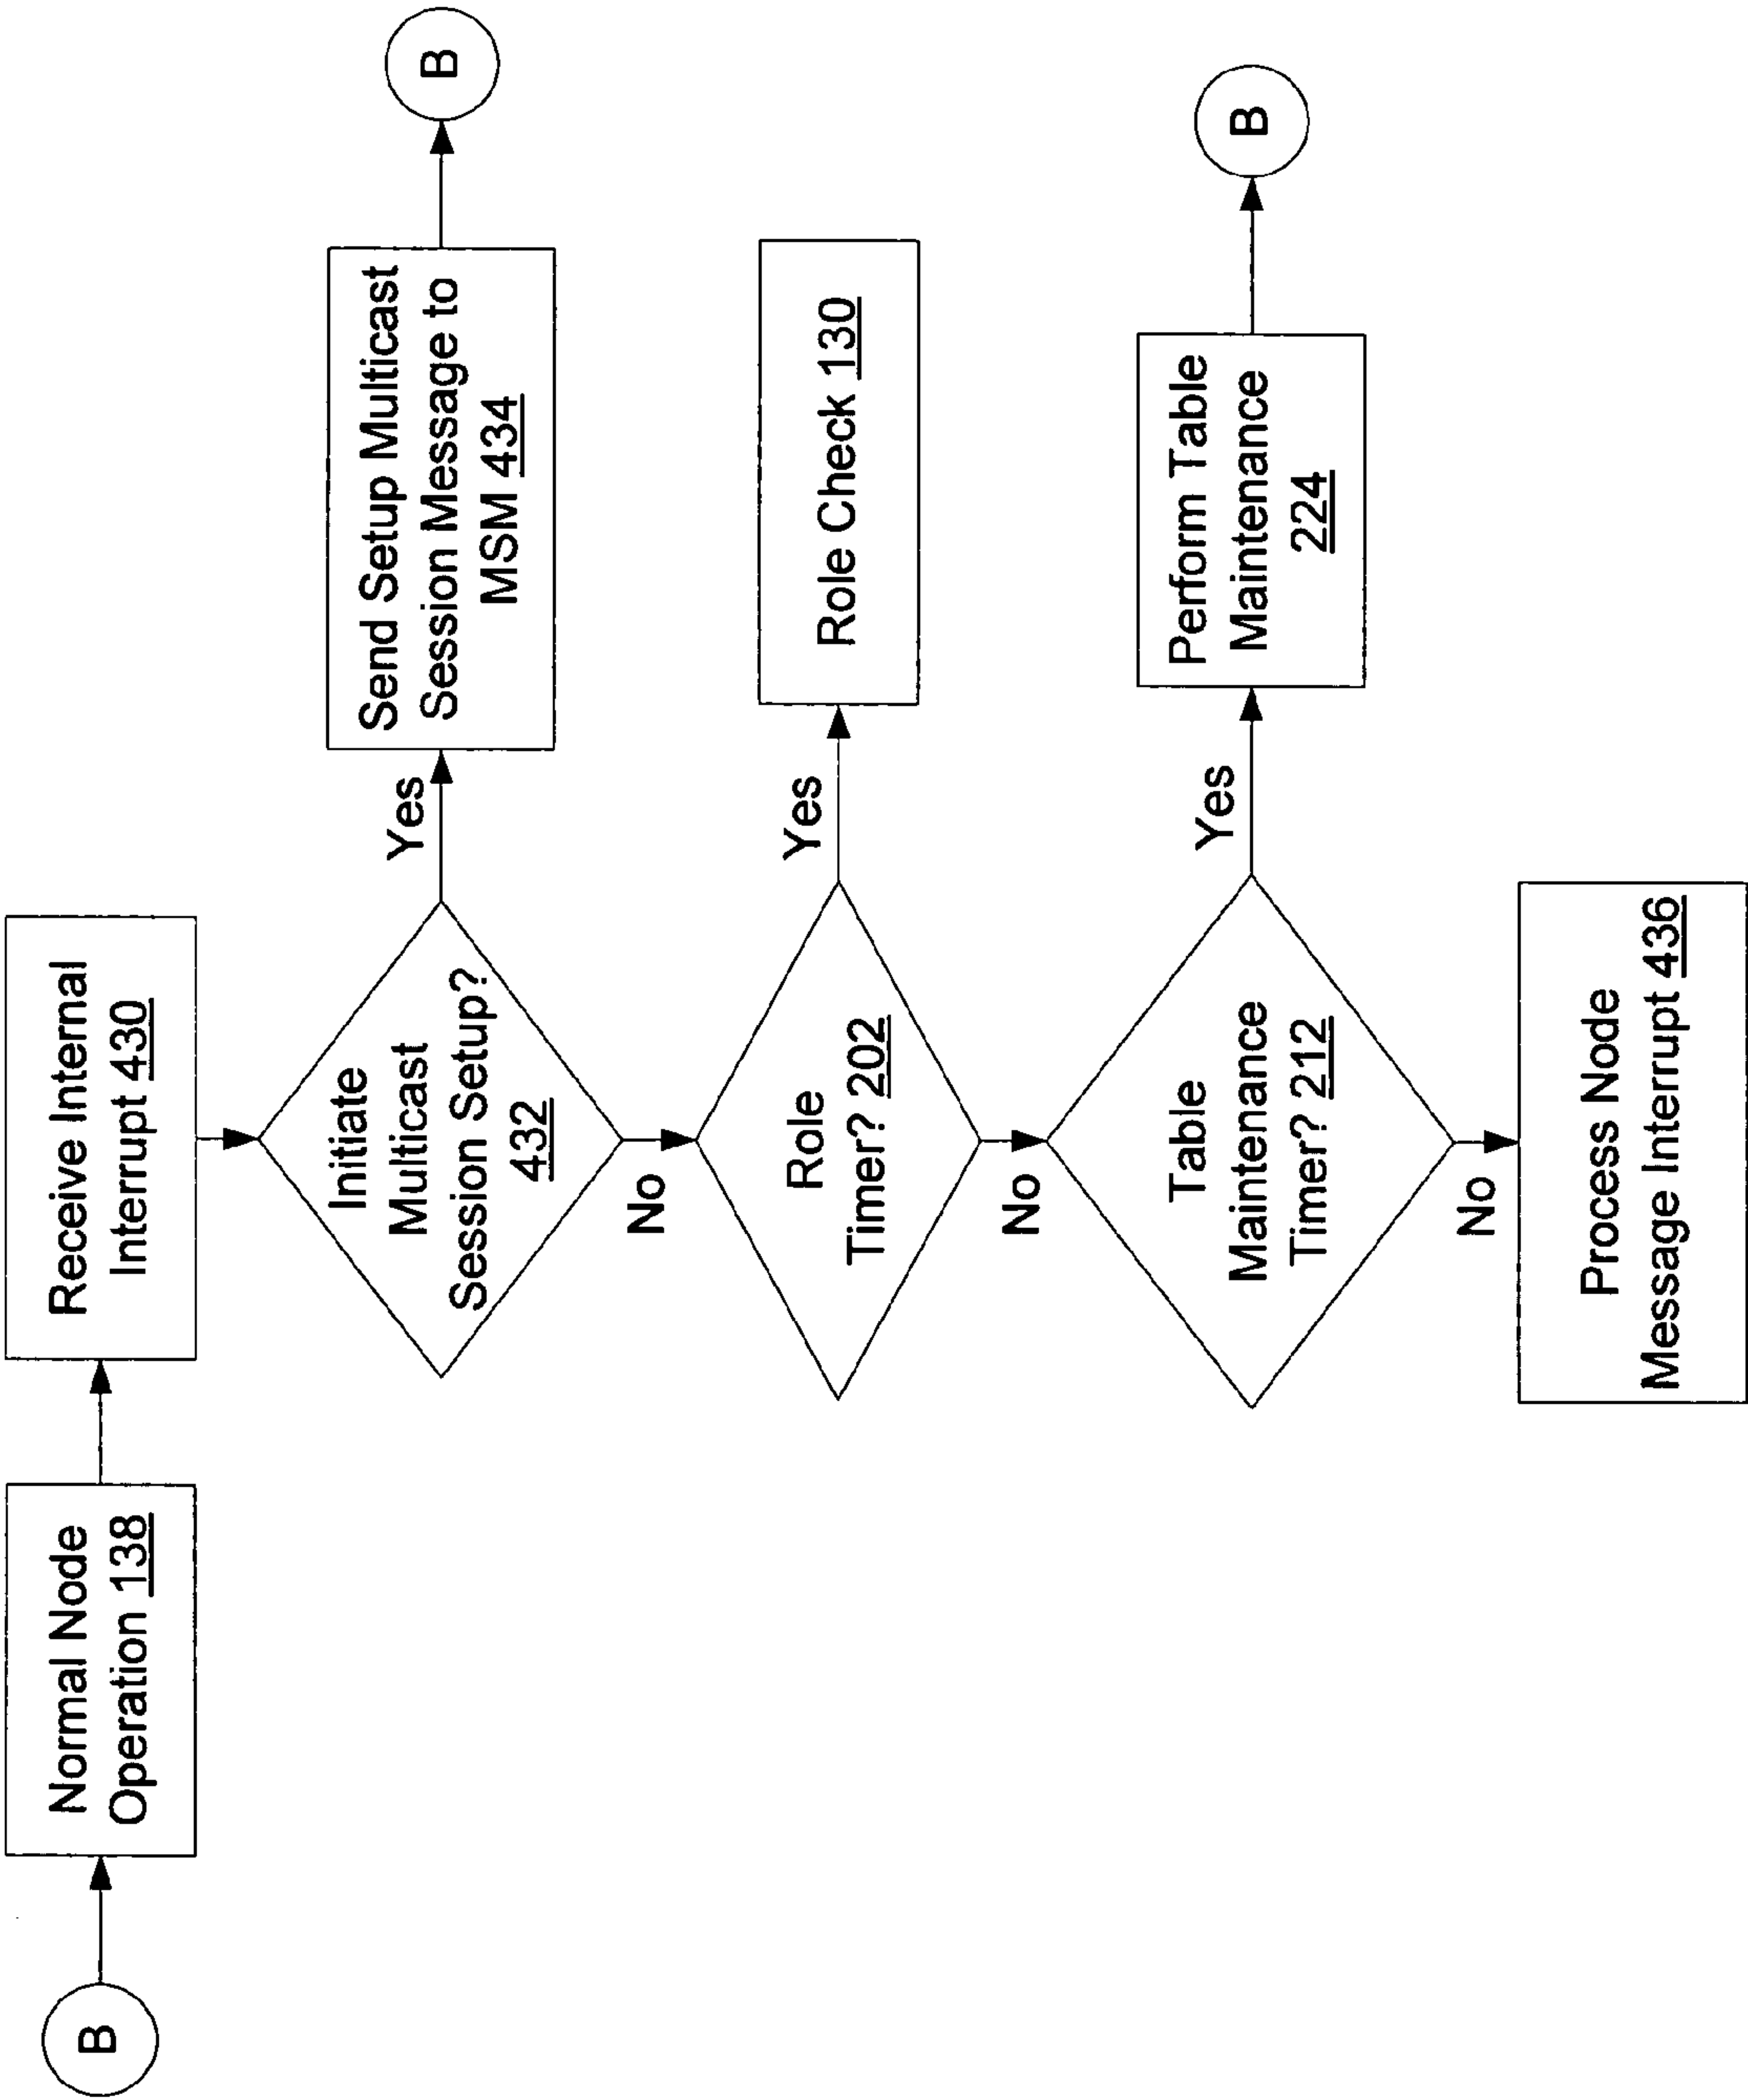 B
Normal Node
Operation 138
Receive Internal
Interrupt 430
Initiate
Multicast
Session Setup?
432
Yes
Send Setup Multicast
Session Message to
MSM 434
B
No
Role
Timer? 202
Yes
Role Check 130
No
Table
Maintenance
Timer? 212
Yes
Perform Table
Maintenance
224
B
No
Process Node
Message Interrupt 436